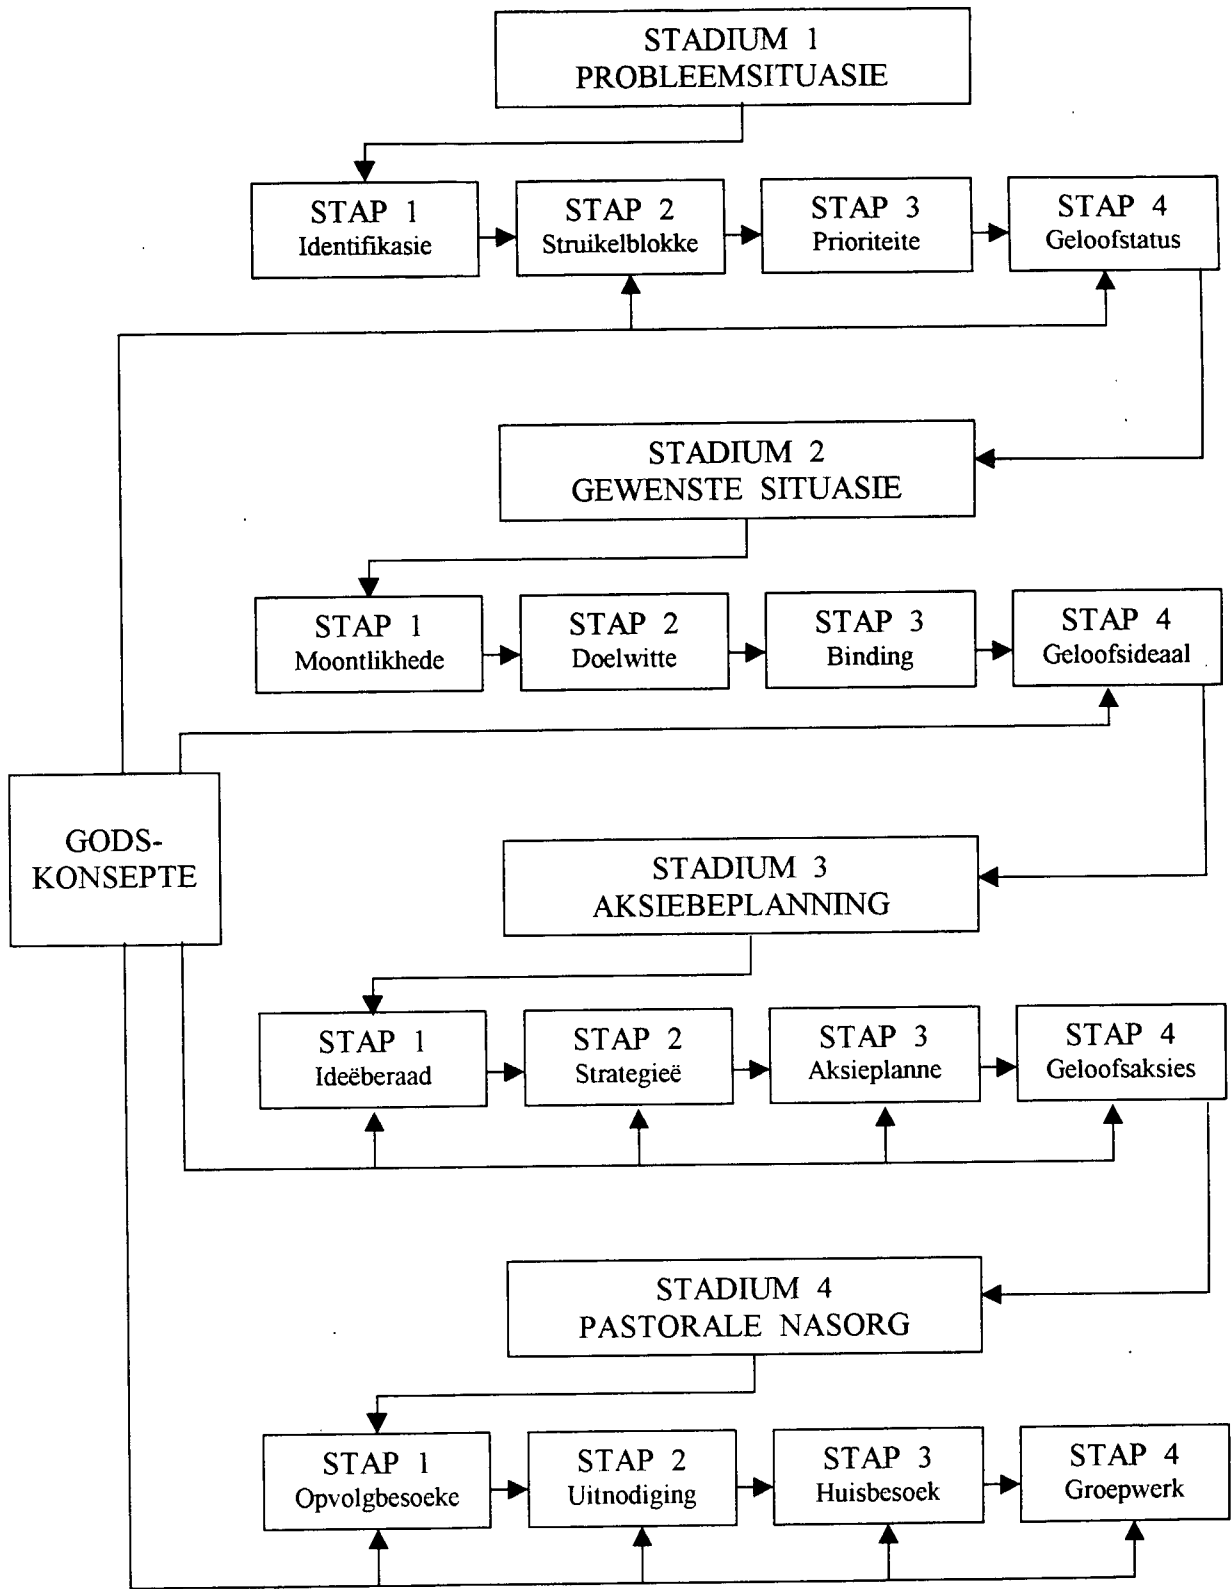 STADIUM 1
PROBLEEMSITUASIE
STAP 1
Identifikasie
STAP 2
Struikelblokke
STAP 3
Prioriteite
STAP 4
Geloofstatus
STADIUM 2
GEWENSTE SITUASIE
STAP 1
Moontlikhede
STAP 2
Doelwitte
STAP 3
Binding
STAP 4
Geloofsideaal
GODS-
KONSEPTE
STADIUM 3
AKSIEBEPLANNING
STAP 1
Ideëberaad
STAP 2
Strategieë
STAP 3
Aksieplanne
STAP 4
Geloofsaksies
STADIUM 4
PASTORALE NASORG
STAP 1
Opvolgbesoeke
STAP 2
Uitnodiging
STAP 3
Huisbesoek
STAP 4
Groepwerk